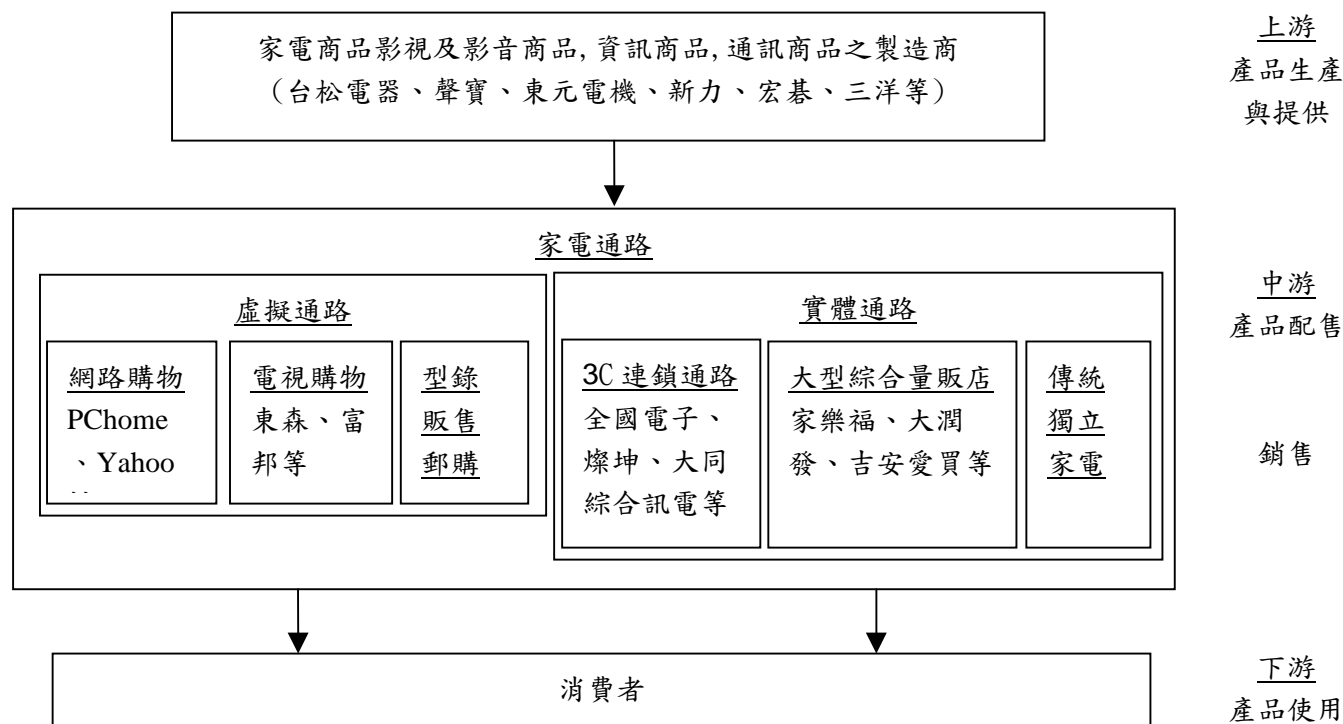 家電商品影視及影音商品,資訊商品,通訊商品之製造商
（台松電器、聲寶、東元電機、新力、宏碁、三洋等）
上游
產品生產
與提供
家電通路
虛擬通路
網路購物
PChome
、Yahoo
電視購物
東森、富
邦等
型錄
販售
郵購
實體通路
3C 連鎖通路
全國電子、
燦坤、大同
綜合訊電等
大型綜合量販店
家樂福、大潤
發、吉安愛買等
傳統
獨立
家電
中游
產品配售
銷售
消費者
下游
產品使用